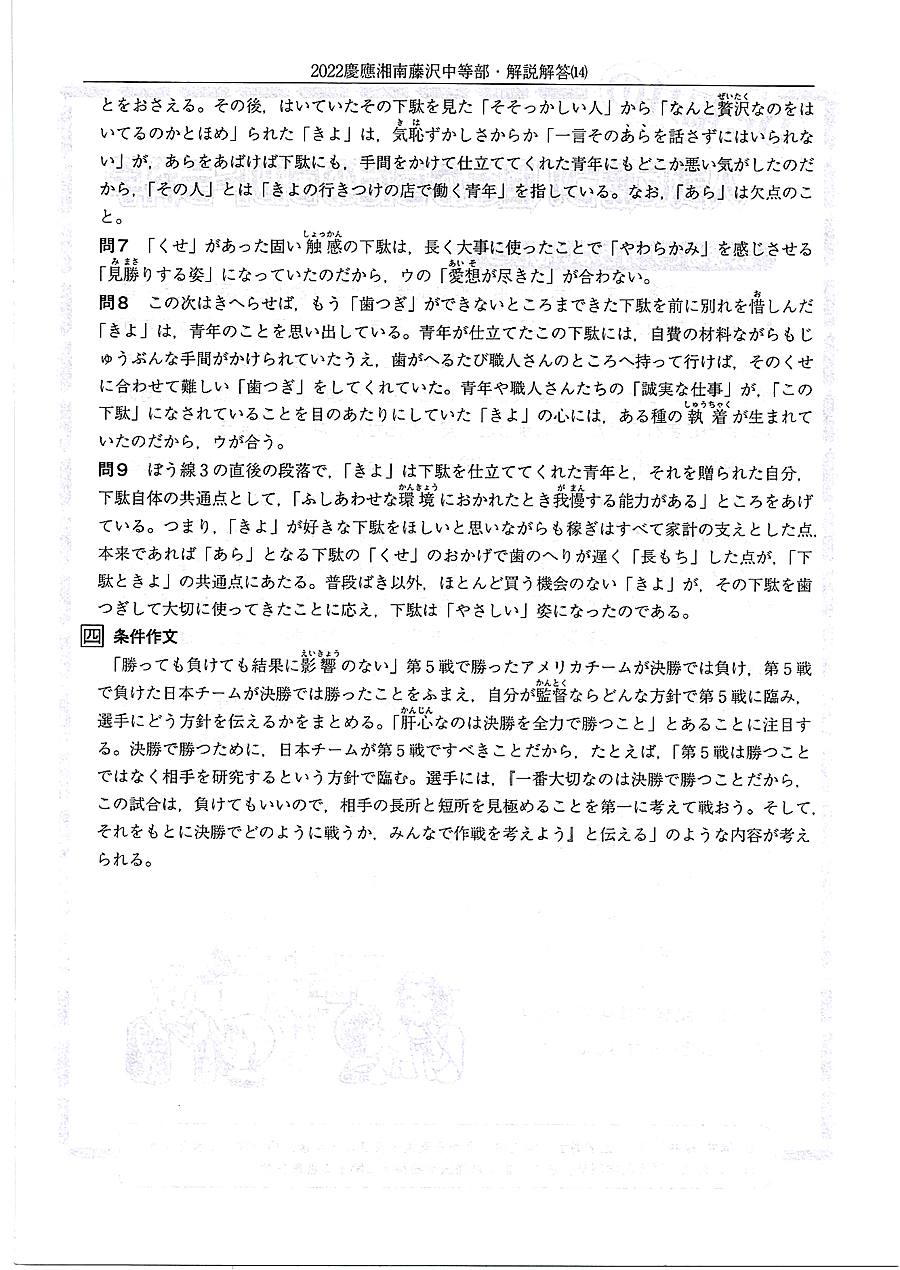 2022慶應湘南藤沢中等部・解説解答(14)
とをおさえる。その後，はいていたその下駄を見た「そそっかしい人」から「なんと贅沢なのをは
いてるのかとほめ」られた「きよ」は，気恥ずかしさからか「一言そのあらを話さずにはいられな
い」が，あらをあばけば下駄にも，手間をかけて仕立ててくれた青年にもどこか悪い気がしたのだ
から，「その人」とは「きよの行きつけの店で働く青年」を指している。なお，「あら」は欠点のこ
と。
問7　「くせ」があった固い触感の下駄は，長く大事に使ったことで「やわらかみ」を感じさせる
「見勝りする姿」になっていたのだから，ウの「愛想が尽きた」が合わない。
問8　この次はきへらせば，もう「歯つぎ」ができないところまできた下駄を前に別れを惜しんだ
「きよ」は，青年のことを思い出している。青年が仕立てたこの下駄には，自費の材料ながらもじ
ゅうぶんな手間がかけられていたうえ，歯がへるたび職人さんのところへ持って行けば，そのくせ
に合わせて難しい「歯つぎ」をしてくれていた。青年や職人さんたちの「誠実な仕事」が，「この
下駄」になされていることを目のあたりにしていた「きよ」の心には，ある種の執着が生まれて
いたのだから，ウが合う。
問9　ぼう線3の直後の段落で，「きよ」は下駄を仕立ててくれた青年と，それを贈られた自分，
下駄自体の共通点として，「ふしあわせな環境におかれたとき我慢する能力がある」ところをあげ
ている。つまり，「きよ」が好きな下駄をほしいと思いながらも稼ぎはすべて家計の支えとした点，
本来であれば「あら」となる下駄の「くせ」のおかげで歯のへりが遅く「長もち」した点が，「下
駄ときよ」の共通点にあたる。普段ばき以外，ほとんど買う機会のない「きよ」が，その下駄を歯
つぎして大切に使ってきたことに応え，下駄は「やさしい」姿になったのである。
四　条件作文
「勝っても負けても結果に影響のない」第5戦で勝ったアメリカチームが決勝では負け，第5戦
で負けた日本チームが決勝では勝ったことをふまえ，自分が監督ならどんな方針で第5戦に臨み，
選手にどう方針を伝えるかをまとめる。「肝心なのは決勝を全力で勝つこと」とあることに注目す
る。決勝で勝つために，日本チームが第5戦ですべきことだから，たとえば，「第5戦は勝つこと
ではなく相手を研究するという方針で臨む。選手には，『一番大切なのは決勝で勝つことだから，
この試合は，負けてもいいので，相手の長所と短所を見極めることを第一に考えて戦おう。そして，
それをもとに決勝でどのように戦うか，みんなで作戦を考えよう』と伝える」のような内容が考え
られる。